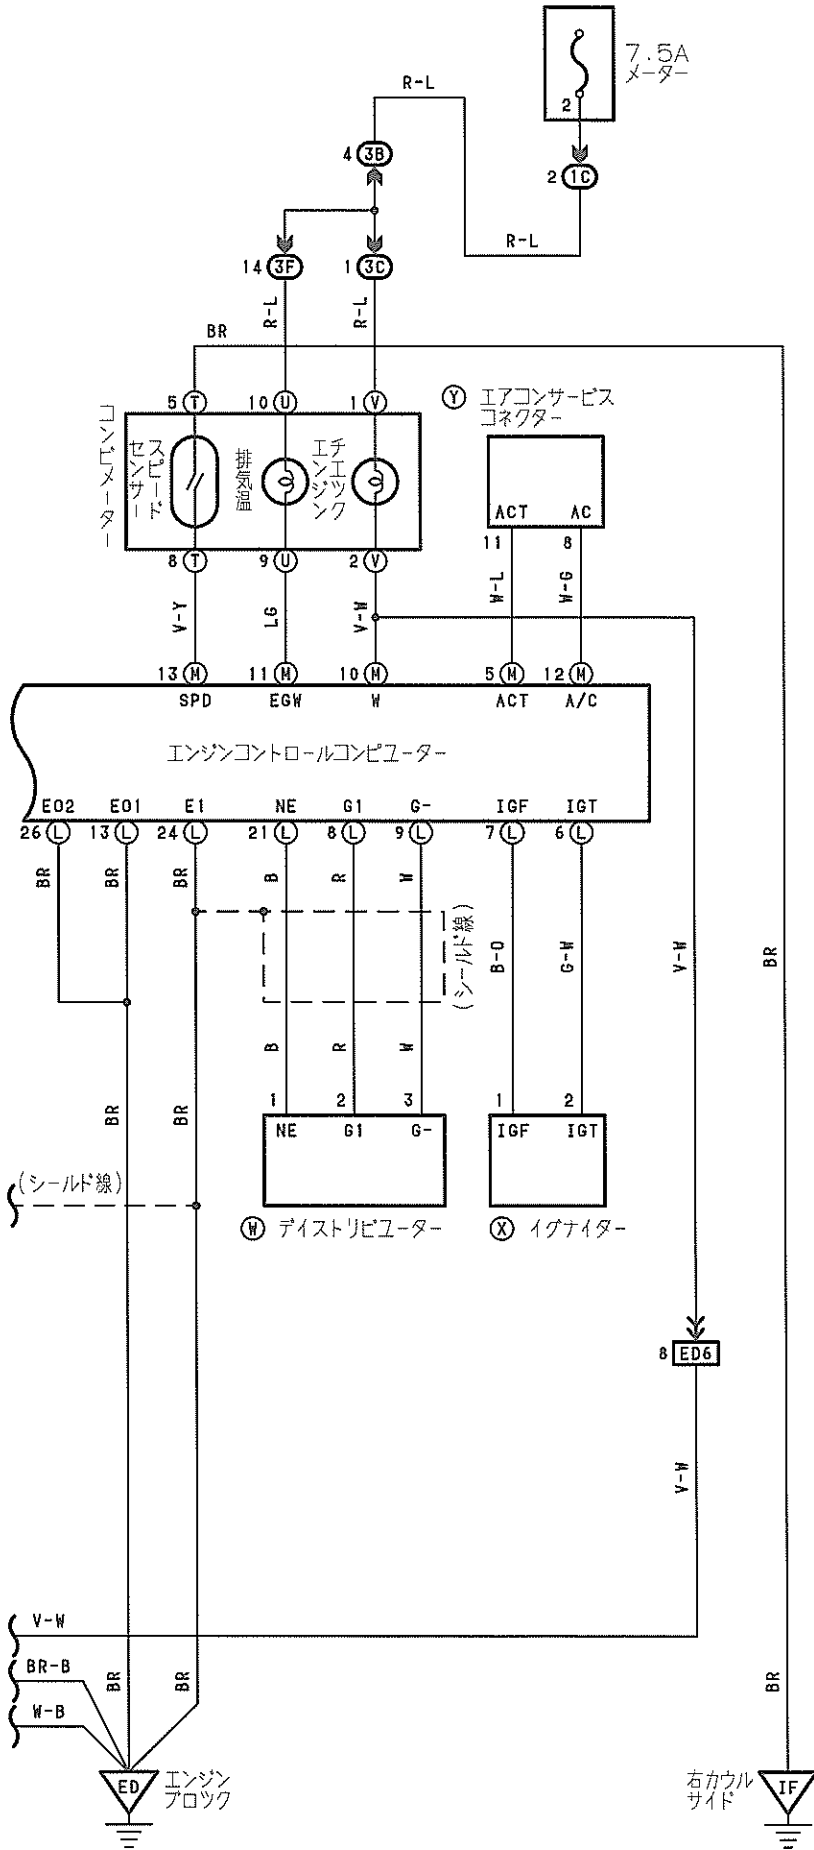 7.5A
メーター
2
R-L
4 3B
2 1C
R-L
14 3F
1 3C
R-L
R-L
BR
5 T
10 U
1 V
Y エアコンサービス
コネクター
コンビメーター
スピード
センサー
排気温
チエツク
エンジン
ACT AC
11 8
8 T
9 U
2 V
V-Y
LG
V-W
W-L
W-G
13 M
11 M
10 M
5 M
12 M
SPD EGW W ACT A/C
エンジンコントロールコンピユーター
E02 E01 E1 NE G1 G- IGF IGT
26 L
13 L
24 L
21 L
8 L
9 L
7 L
6 L
BR
BR
BR
B
R
W
(シールド線)
B-O
G-W
V-W
BR
B
R
W
BR
BR
1 2 3
NE G1 G-
1 2
IGF IGT
(シールド線)
W デイストリビユーター
X イグナイター
8 ED6
V-W
V-W
BR-B
W-B
BR
BR
BR
ED
エンジン
ブロツク
右カウル
サイド
IF